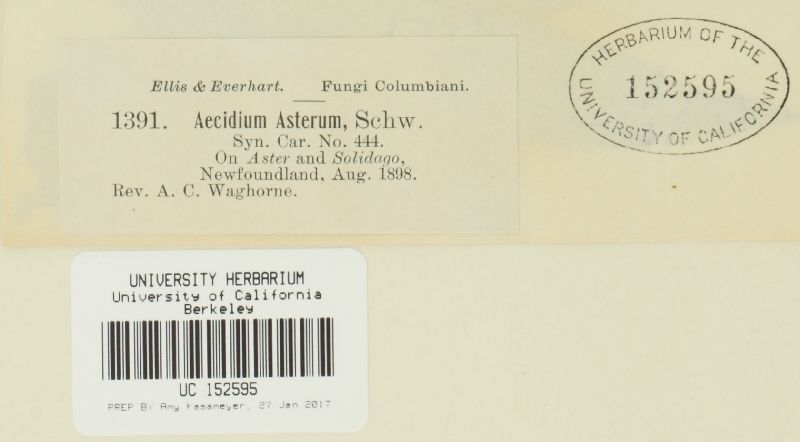 Ellis & Everhart. Fungi Columbiani.
1391. Aecidium Asterum, Schw.
Syn. Car. No. 444.
On Aster and Solidago,
Newfoundland, Aug. 1898.
Rev. A. C. Waghorne.
HERBARIUM OF THE
152595
UNIVERSITY OF CALIFORNIA
UNIVERSITY HERBARIUM
University of California
Berkeley
UC 152595
PREP BY Amy Kasameyer, 27 Jan 2017